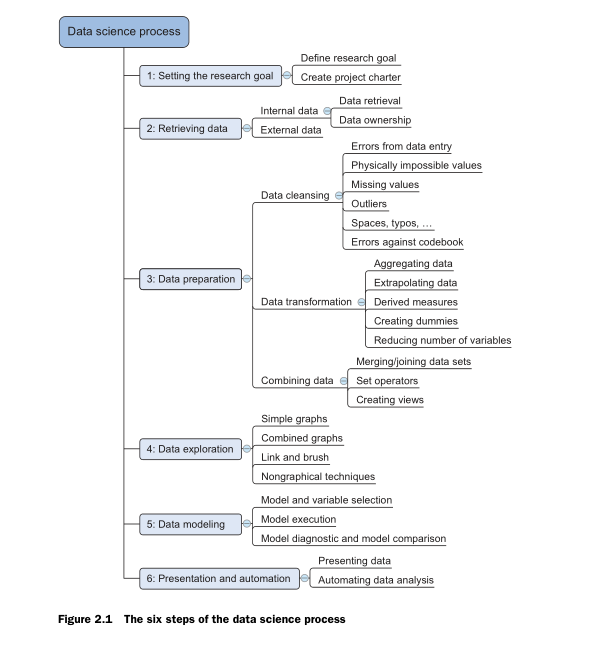 Data science process
1: Setting the research goal
Define research goal
Create project charter
2: Retrieving data
Internal data
Data retrieval
Data ownership
External data
3: Data preparation
Data cleansing
Errors from data entry
Physically impossible values
Missing values
Outliers
Spaces, typos, …
Errors against codebook
Data transformation
Aggregating data
Extrapolating data
Derived measures
Creating dummies
Reducing number of variables
Combining data
Merging/joining data sets
Set operators
Creating views
4: Data exploration
Simple graphs
Combined graphs
Link and brush
Nongraphical techniques
5: Data modeling
Model and variable selection
Model execution
Model diagnostic and model comparison
6: Presentation and automation
Presenting data
Automating data analysis
Figure 2.1 The six steps of the data science process